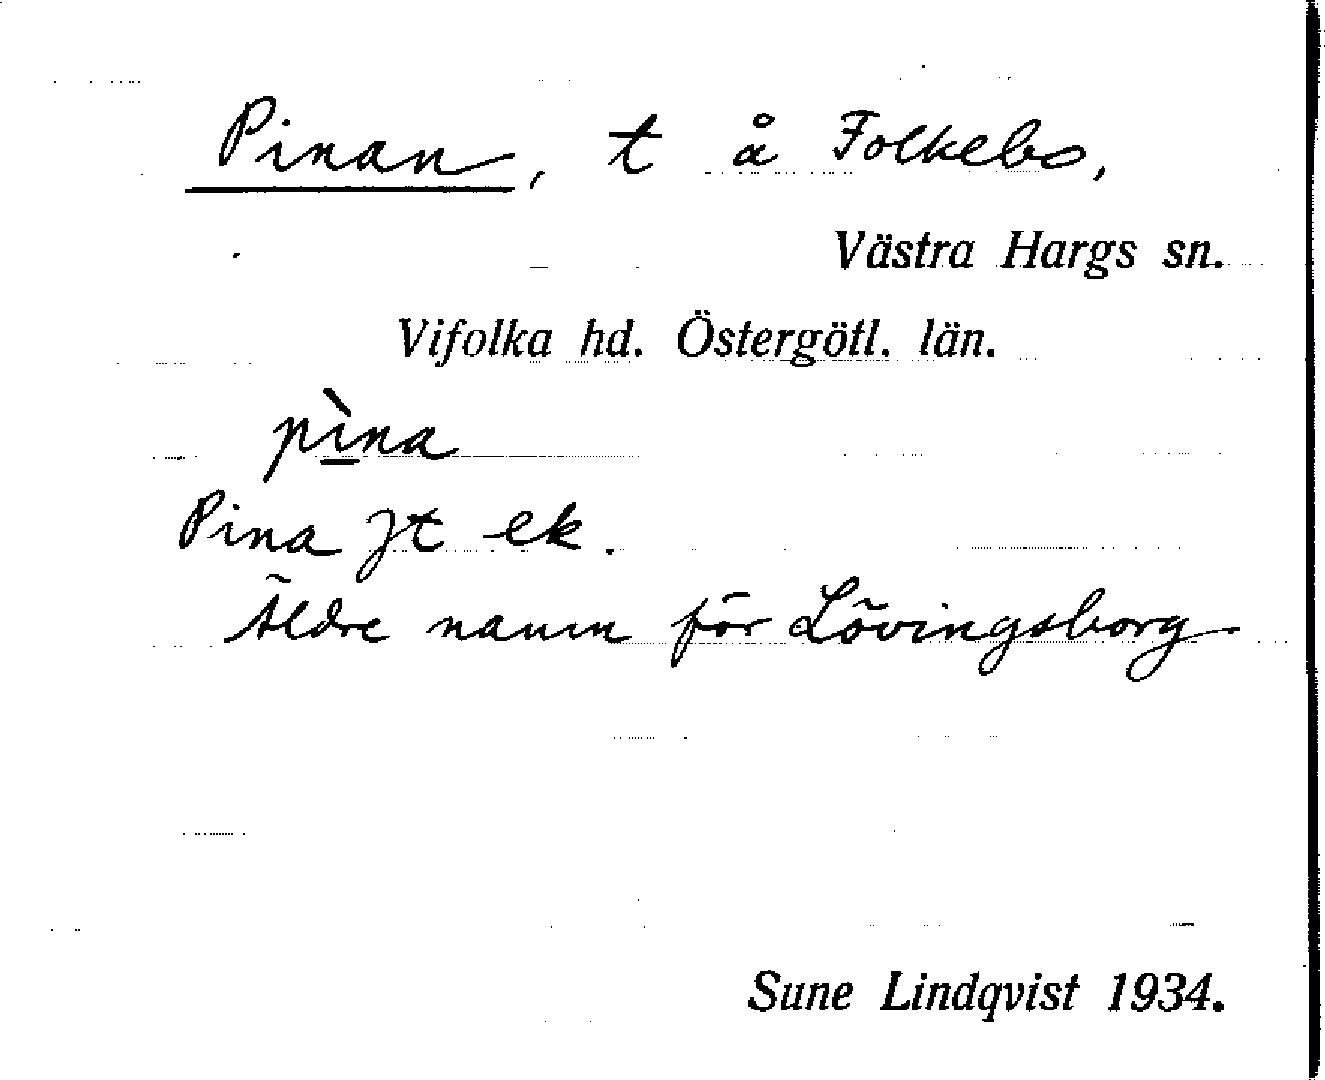 Pinan, t å Folkebo,
Västra Hargs sn.
Vifolka hd. Östergötl. län.
pìna
Pina jt ek.
Äldre namn för Lövingsborg
Sune Lindqvist 1934.